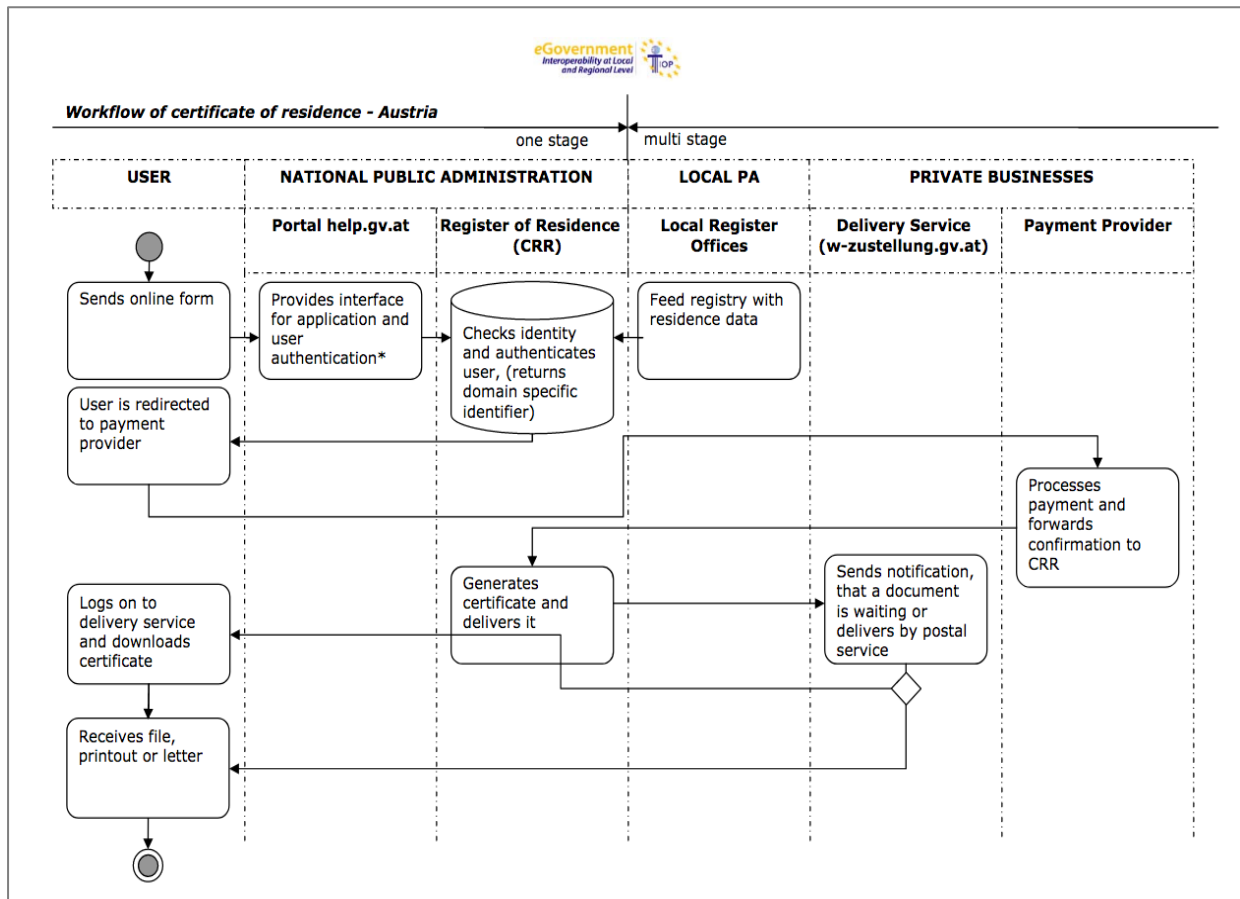 eGovernment
Interoperability at Local
and Regional Level
IOP
Workflow of certificate of residence - Austria
one stage
multi stage
USER
NATIONAL PUBLIC ADMINISTRATION
LOCAL PA
PRIVATE BUSINESSES
Portal help.gv.at
Register of Residence
(CRR)
Local Register
Offices
Delivery Service
(w-zustellung.gv.at)
Payment Provider
Sends online form
Provides interface
for application and
user
authentication*
Checks identity
and authenticates
user, (returns
domain specific
identifier)
Feed registry with
residence data
User is redirected
to payment
provider
Processes
payment and
forwards
confirmation to
CRR
Generates
certificate and
delivers it
Sends notification,
that a document
is waiting or
delivers by postal
service
Logs on to
delivery service
and downloads
certificate
Receives file,
printout or letter